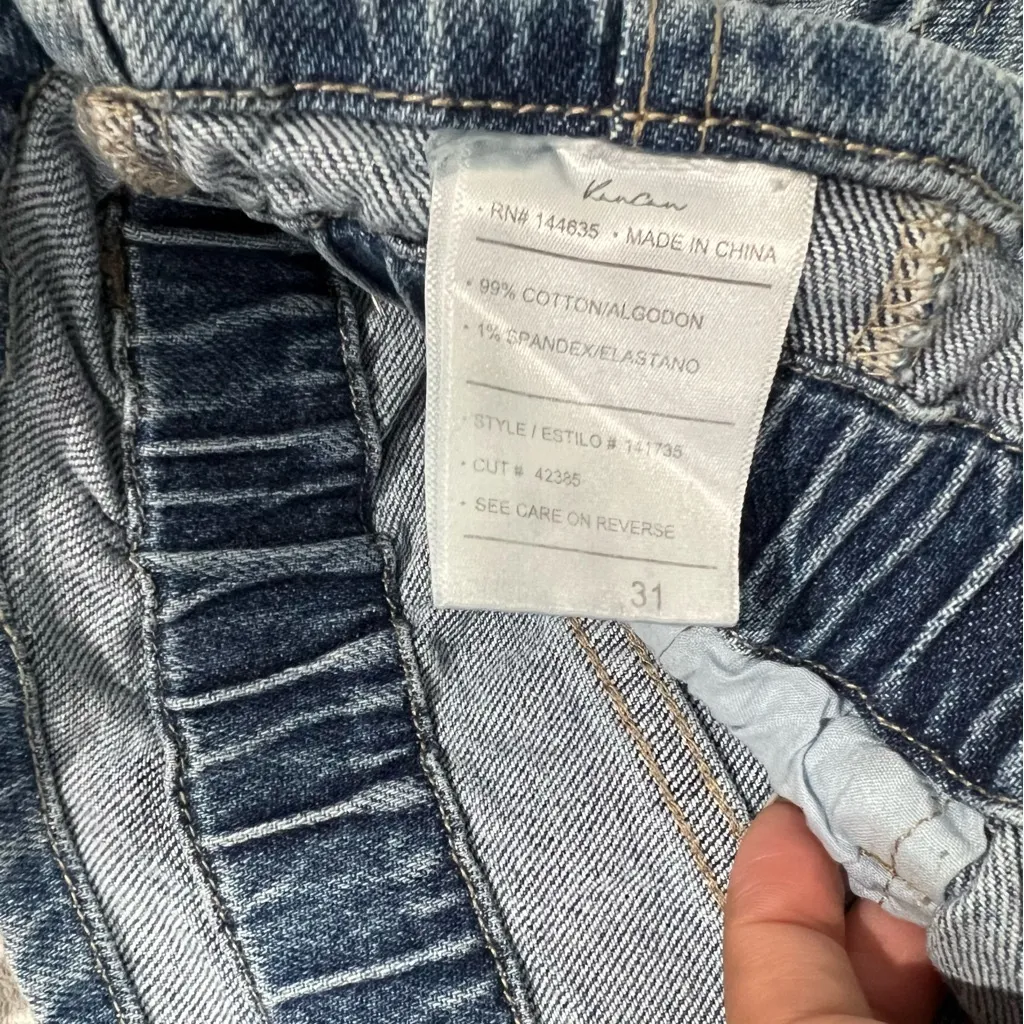 KanCan
• RN# 144635 • MADE IN CHINA
• 99% COTTON/ALGODON
• 1% SPANDEX/ELASTANO
• STYLE / ESTILO # 141735
• CUT # 42385
• SEE CARE ON REVERSE
31